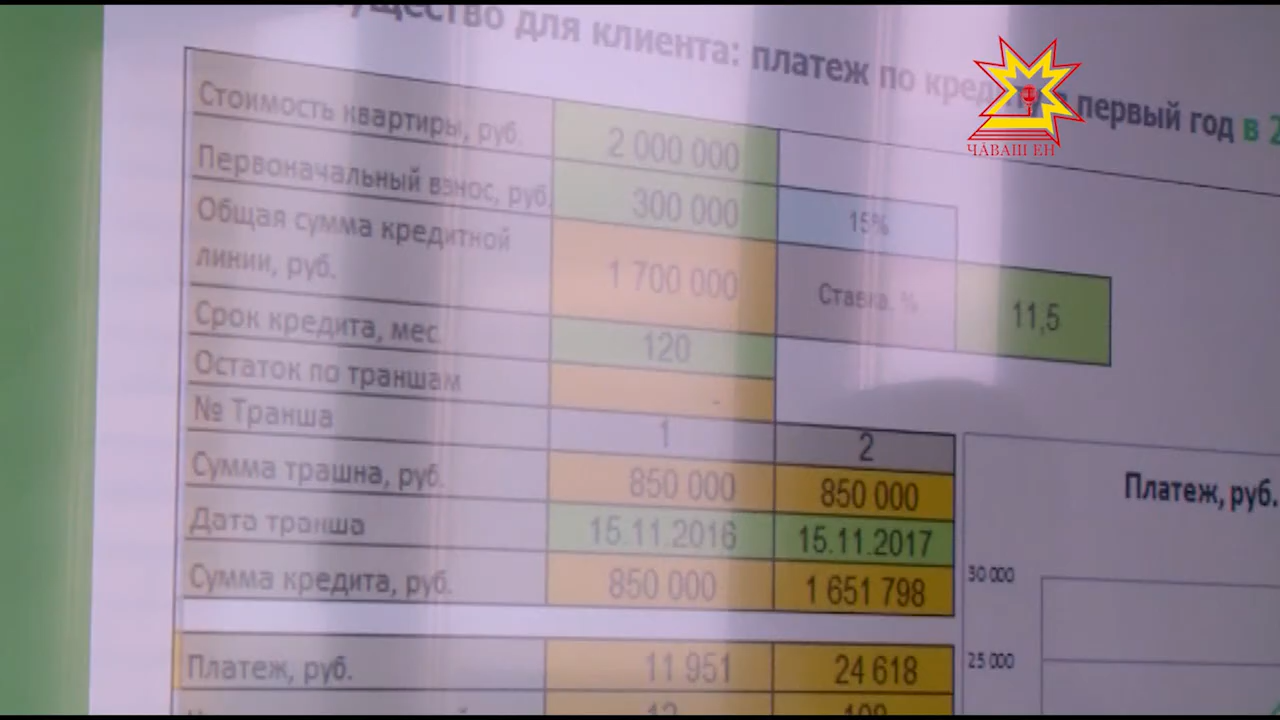 для клиента: платеж по кредиту в первый год в 2
ЧӐВАШ ЕН
Стоимость квартиры, руб. 2 000 000
Первоначальный взнос, руб. 300 000 15%
Общая сумма кредитной
линии, руб. 1 700 000 Ставка, % 11,5
Срок кредита, мес. 120
Остаток по траншам -
№ Транша 1 2
Сумма трашна, руб. 850 000 850 000
Дата транша 15.11.2016 15.11.2017
Сумма кредита, руб. 850 000 1 651 798
Платеж, руб. 11 951 24 618
12 108
Платеж, руб.
30 000
25 000